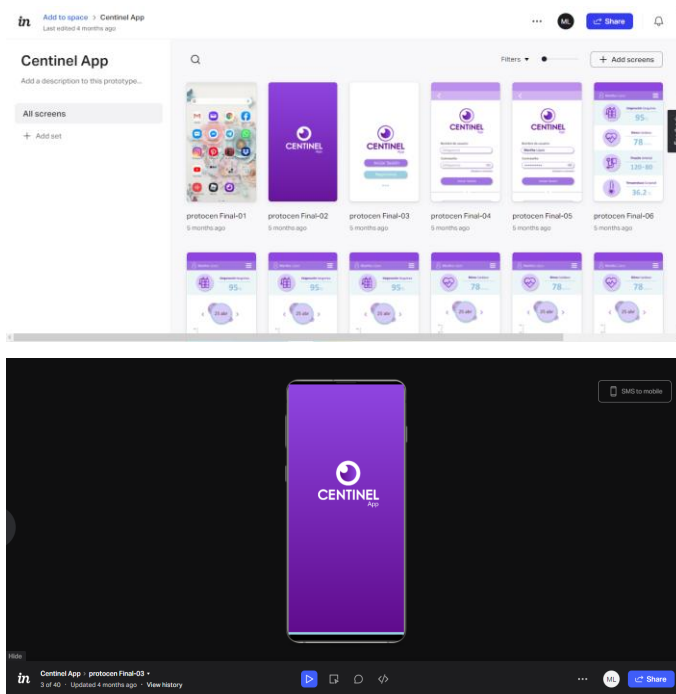 in
Add to space > Centinel App
Last edited 4 months ago
ML
Share
Centinel App
Add a description to this prototype...
All screens
+ Add set
Filters
+ Add screens
CENTINEL
App
protocen Final-01
5 months ago
CENTINEL
protocen Final-02
5 months ago
CENTINEL
protocen Final-03
5 months ago
CENTINEL
protocen Final-04
5 months ago
CENTINEL
protocen Final-05
5 months ago
95
78
120-80
36.2
protocen Final-06
5 months ago
95
25 abr
95
25 abr
95
25 abr
78
25 abr
78
25 abr
78
25 abr
SMS to mobile
CENTINEL
App
Hide
in
Centinel App > protocen Final-03
3 of 40 · Updated 4 months ago · View history
ML
Share